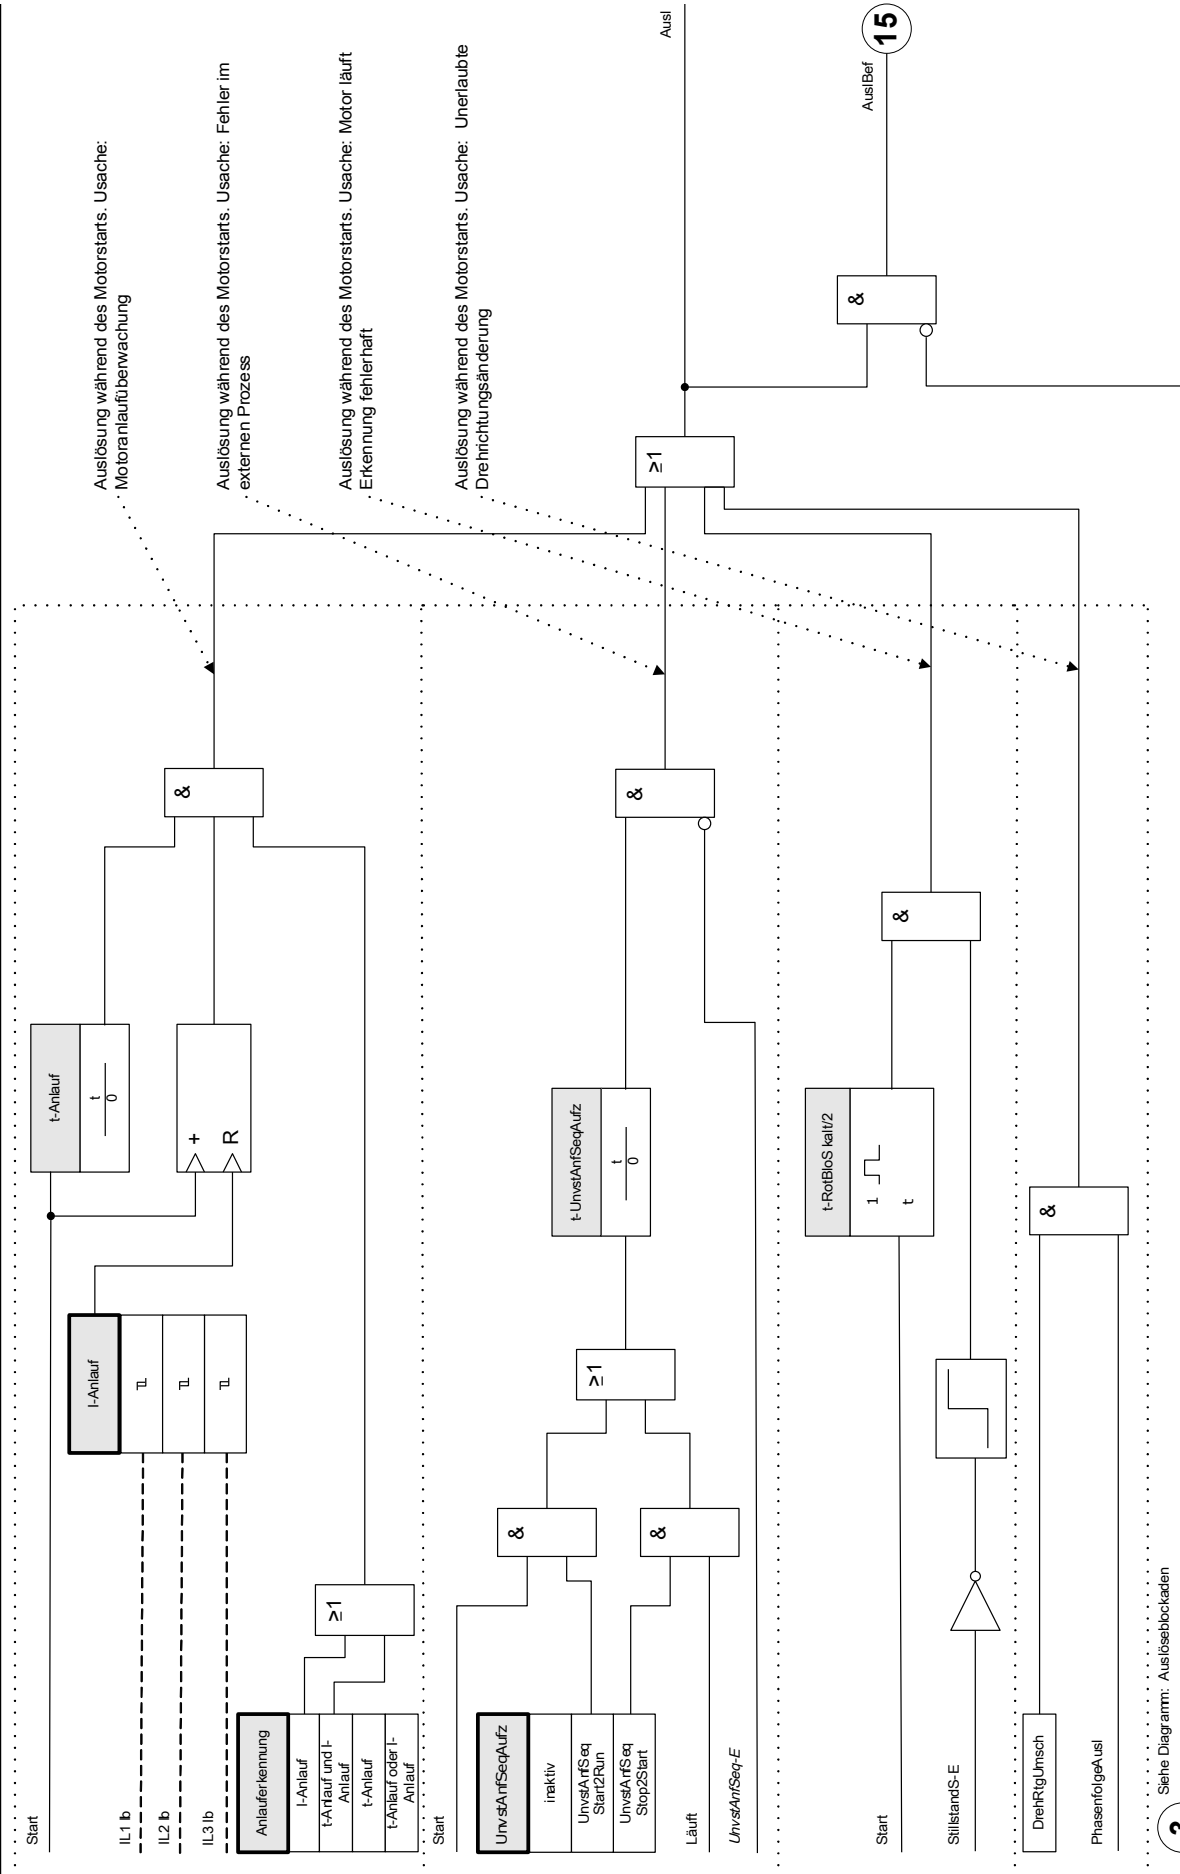 Start
IL1 Ib
IL2 Ib
IL3 Ib
I-Anlauf
t-Anlauf
t
0
+
R
&
Anlauferkennung
I-Anlauf
t-Anlauf und I-
Anlauf
t-Anlauf
t-Anlauf oder I-
Anlauf
≥1
Auslösung während des Motorstarts. Usache:
Motoranlaufüberwachung
Auslösung während des Motorstarts. Usache: Fehler im
externen Prozess
Auslösung während des Motorstarts. Usache: Motor läuft
Erkennung fehlerhaft
Auslösung während des Motorstarts. Usache: Unerlaubte
Drehrichtungsänderung
Start
UnvstAnfSeqAufz
inaktiv
UnvstAnfSeq
Start2Run
UnvstAnfSeq
Stop2Start
Läuft
UnvstAnfSeq-E
&
&
≥1
t-UnvstAnfSeqAufz
t
0
&
≥1
Ausl
&
AuslBef
15
Start
StillstandS-E
t-RotBloS kalt/2
1
t
&
DrehRtgUmsch
PhasenfolgeAusl
&
Siehe Diagramm: Auslöseblockaden